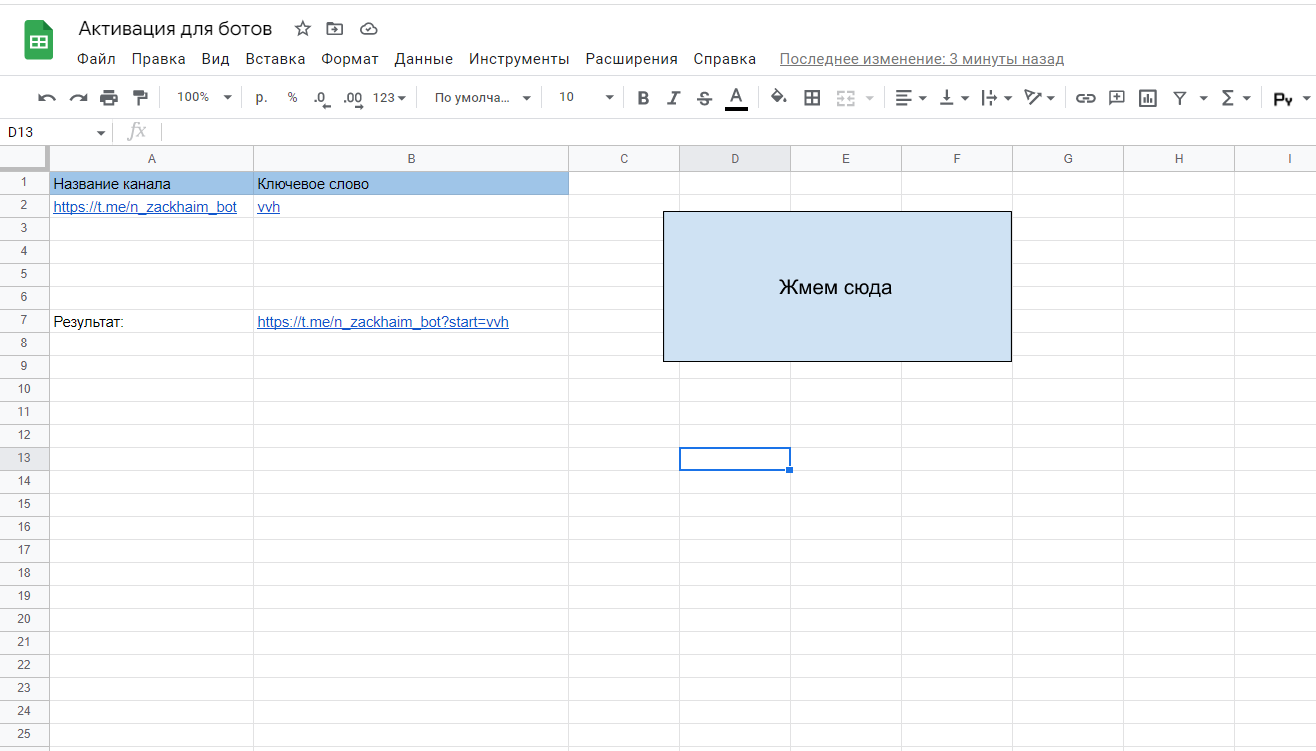 Активация для ботов
Файл Правка Вид Вставка Формат Данные Инструменты Расширения Справка Последнее изменение: 3 минуты назад
100% р. % .0 .00 123 По умолча... 10 B I S A Σ Ру
D13 fx
A B C D E F G H I
1 Название канала Ключевое слово
2 https://t.me/n_zackhaim_bot vvh
3
4
5
6 Жмем сюда
7 Результат: https://t.me/n_zackhaim_bot?start=vvh
8
9
10
11
12
13
14
15
16
17
18
19
20
21
22
23
24
25